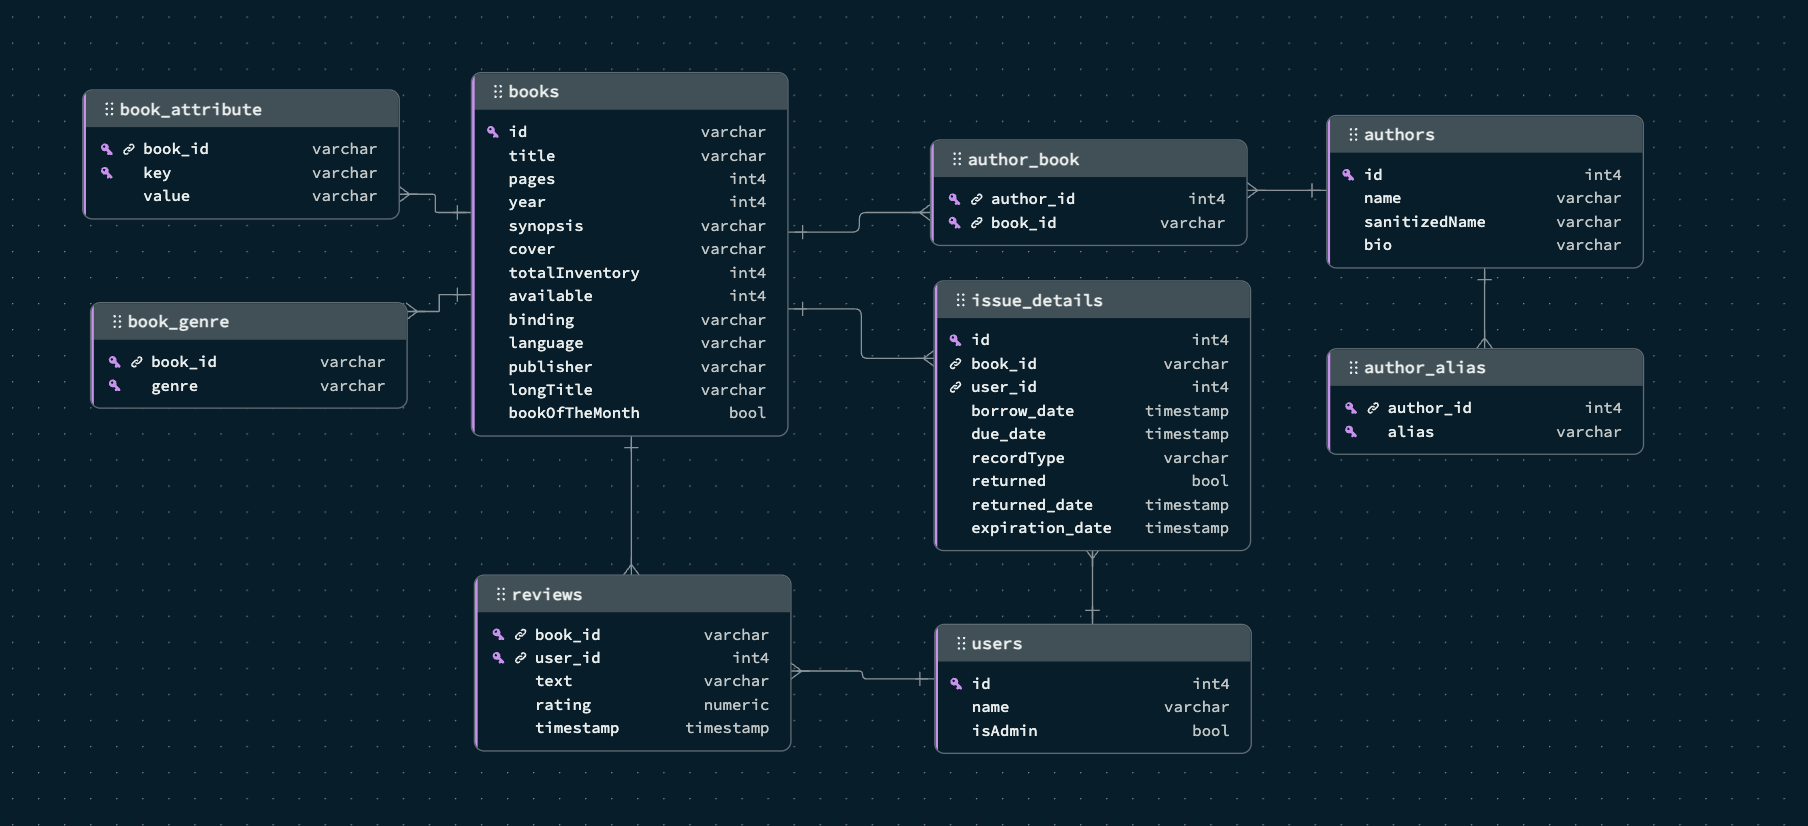 book_attribute
book_id varchar
key varchar
value varchar
book_genre
book_id varchar
genre varchar
books
id varchar
title varchar
pages int4
year int4
synopsis varchar
cover varchar
totalInventory int4
available int4
binding varchar
language varchar
publisher varchar
longTitle varchar
bookOfTheMonth bool
reviews
book_id varchar
user_id int4
text varchar
rating numeric
timestamp timestamp
author_book
author_id int4
book_id varchar
issue_details
id int4
book_id varchar
user_id int4
borrow_date timestamp
due_date timestamp
recordType varchar
returned bool
returned_date timestamp
expiration_date timestamp
users
id int4
name varchar
isAdmin bool
authors
id int4
name varchar
sanitizedName varchar
bio varchar
author_alias
author_id int4
alias varchar